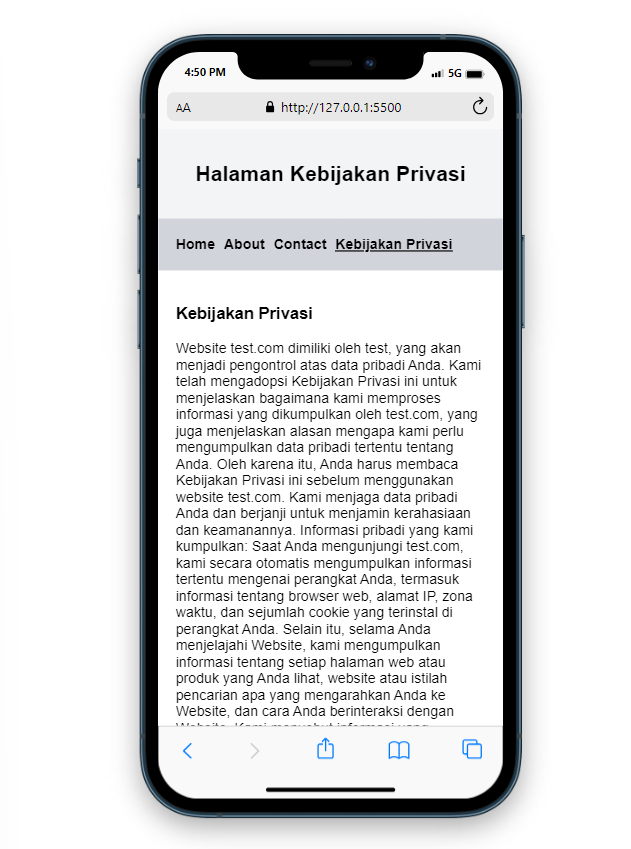 4:50 PM
5G
AA
http://127.0.0.1:5500
Halaman Kebijakan Privasi
Home About Contact Kebijakan Privasi
Kebijakan Privasi
Website test.com dimiliki oleh test, yang akan
menjadi pengontrol atas data pribadi Anda. Kami
telah mengadopsi Kebijakan Privasi ini untuk
menjelaskan bagaimana kami memproses
informasi yang dikumpulkan oleh test.com, yang
juga menjelaskan alasan mengapa kami perlu
mengumpulkan data pribadi tertentu tentang
Anda. Oleh karena itu, Anda harus membaca
Kebijakan Privasi ini sebelum menggunakan
website test.com. Kami menjaga data pribadi
Anda dan berjanji untuk menjamin kerahasiaan
dan keamanannya. Informasi pribadi yang kami
kumpulkan: Saat Anda mengunjungi test.com,
kami secara otomatis mengumpulkan informasi
tertentu mengenai perangkat Anda, termasuk
informasi tentang browser web, alamat IP, zona
waktu, dan sejumlah cookie yang terinstal di
perangkat Anda. Selain itu, selama Anda
menjelajahi Website, kami mengumpulkan
informasi tentang setiap halaman web atau
produk yang Anda lihat, website atau istilah
pencarian apa yang mengarahkan Anda ke
Website, dan cara Anda berinteraksi dengan
Website. Kami menyebut informasi yang